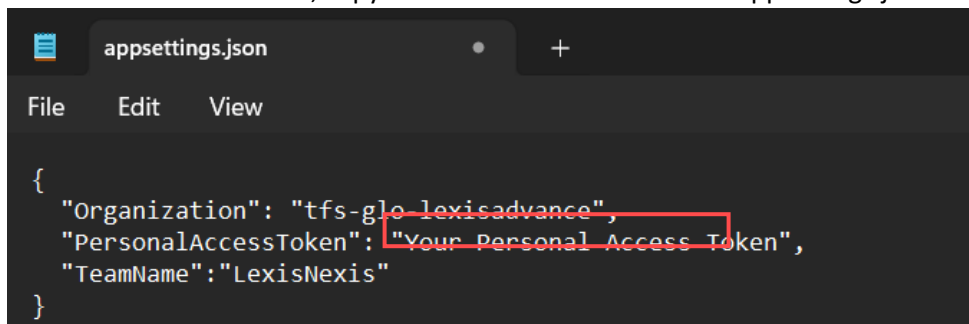 appsettings.json
File Edit View
{
"Organization": "tfs-glo-lexisadvance",
"PersonalAccessToken": "Your Personal Access Token",
"TeamName":"LexisNexis"
}